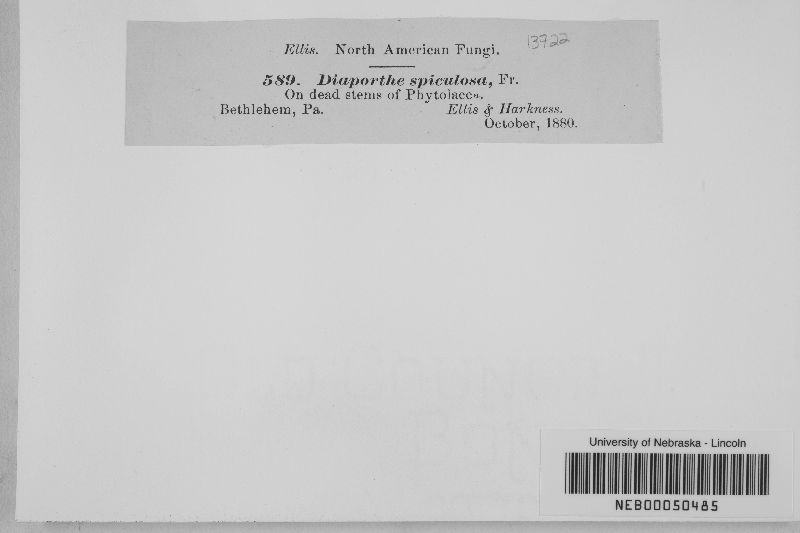 Ellis. North American Fungi. 13922
589. Diaporthe spiculosa, Fr.
On dead stems of Phytolacca.
Bethlehem, Pa. Ellis & Harkness.
October, 1880.
University of Nebraska - Lincoln
NEB00050485